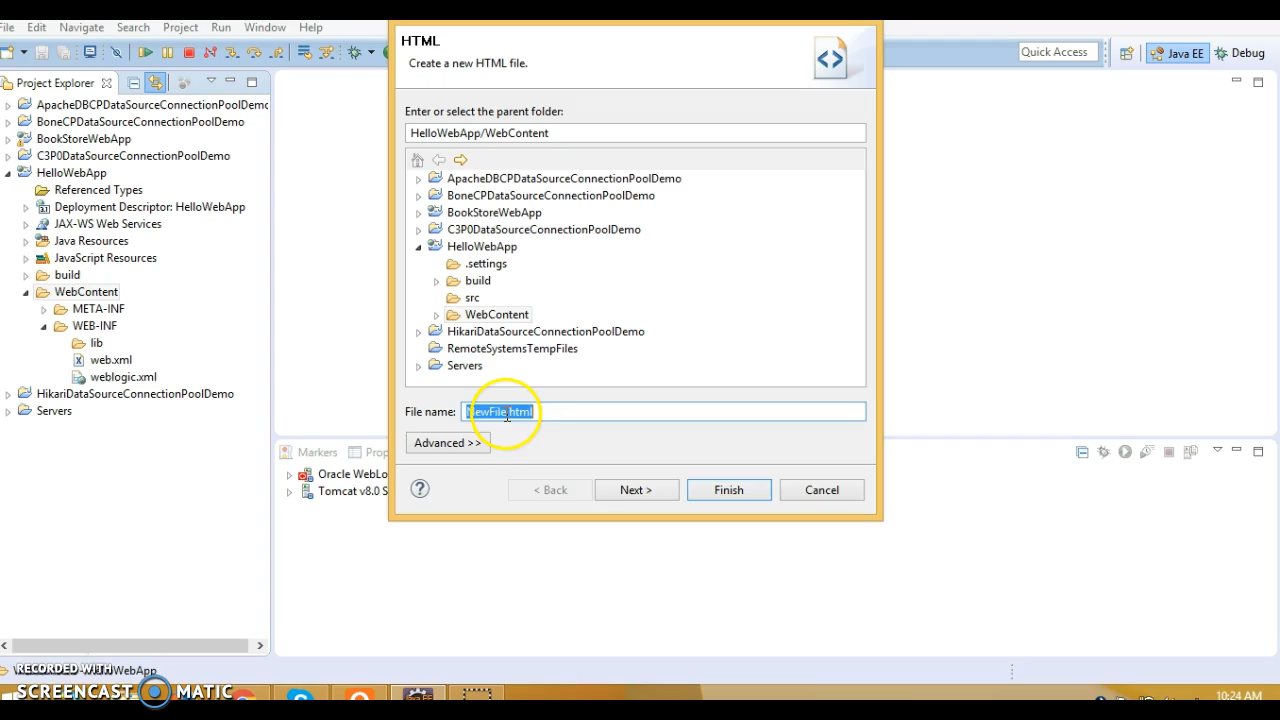 File Edit Navigate Search Project Run Window Help
Quick Access
Java EE
Debug
Project Explorer
ApacheDBCPDataSourceConnectionPoolDemo
BoneCPDataSourceConnectionPoolDemo
BookStoreWebApp
C3P0DataSourceConnectionPoolDemo
HelloWebApp
Referenced Types
Deployment Descriptor: HelloWebApp
JAX-WS Web Services
Java Resources
JavaScript Resources
build
WebContent
META-INF
WEB-INF
lib
web.xml
weblogic.xml
HikariDataSourceConnectionPoolDemo
Servers
HTML
Create a new HTML file.
Enter or select the parent folder:
HelloWebApp/WebContent
ApacheDBCPDataSourceConnectionPoolDemo
BoneCPDataSourceConnectionPoolDemo
BookStoreWebApp
C3P0DataSourceConnectionPoolDemo
HelloWebApp
.settings
build
src
WebContent
HikariDataSourceConnectionPoolDemo
RemoteSystemsTempFiles
Servers
File name: NewFile.html
Advanced >>
< Back Next > Finish Cancel
Markers Prop
Oracle WebLo
Tomcat v8.0 S
RECORDED WITH
SCREENCAST MATIC
10:24 AM